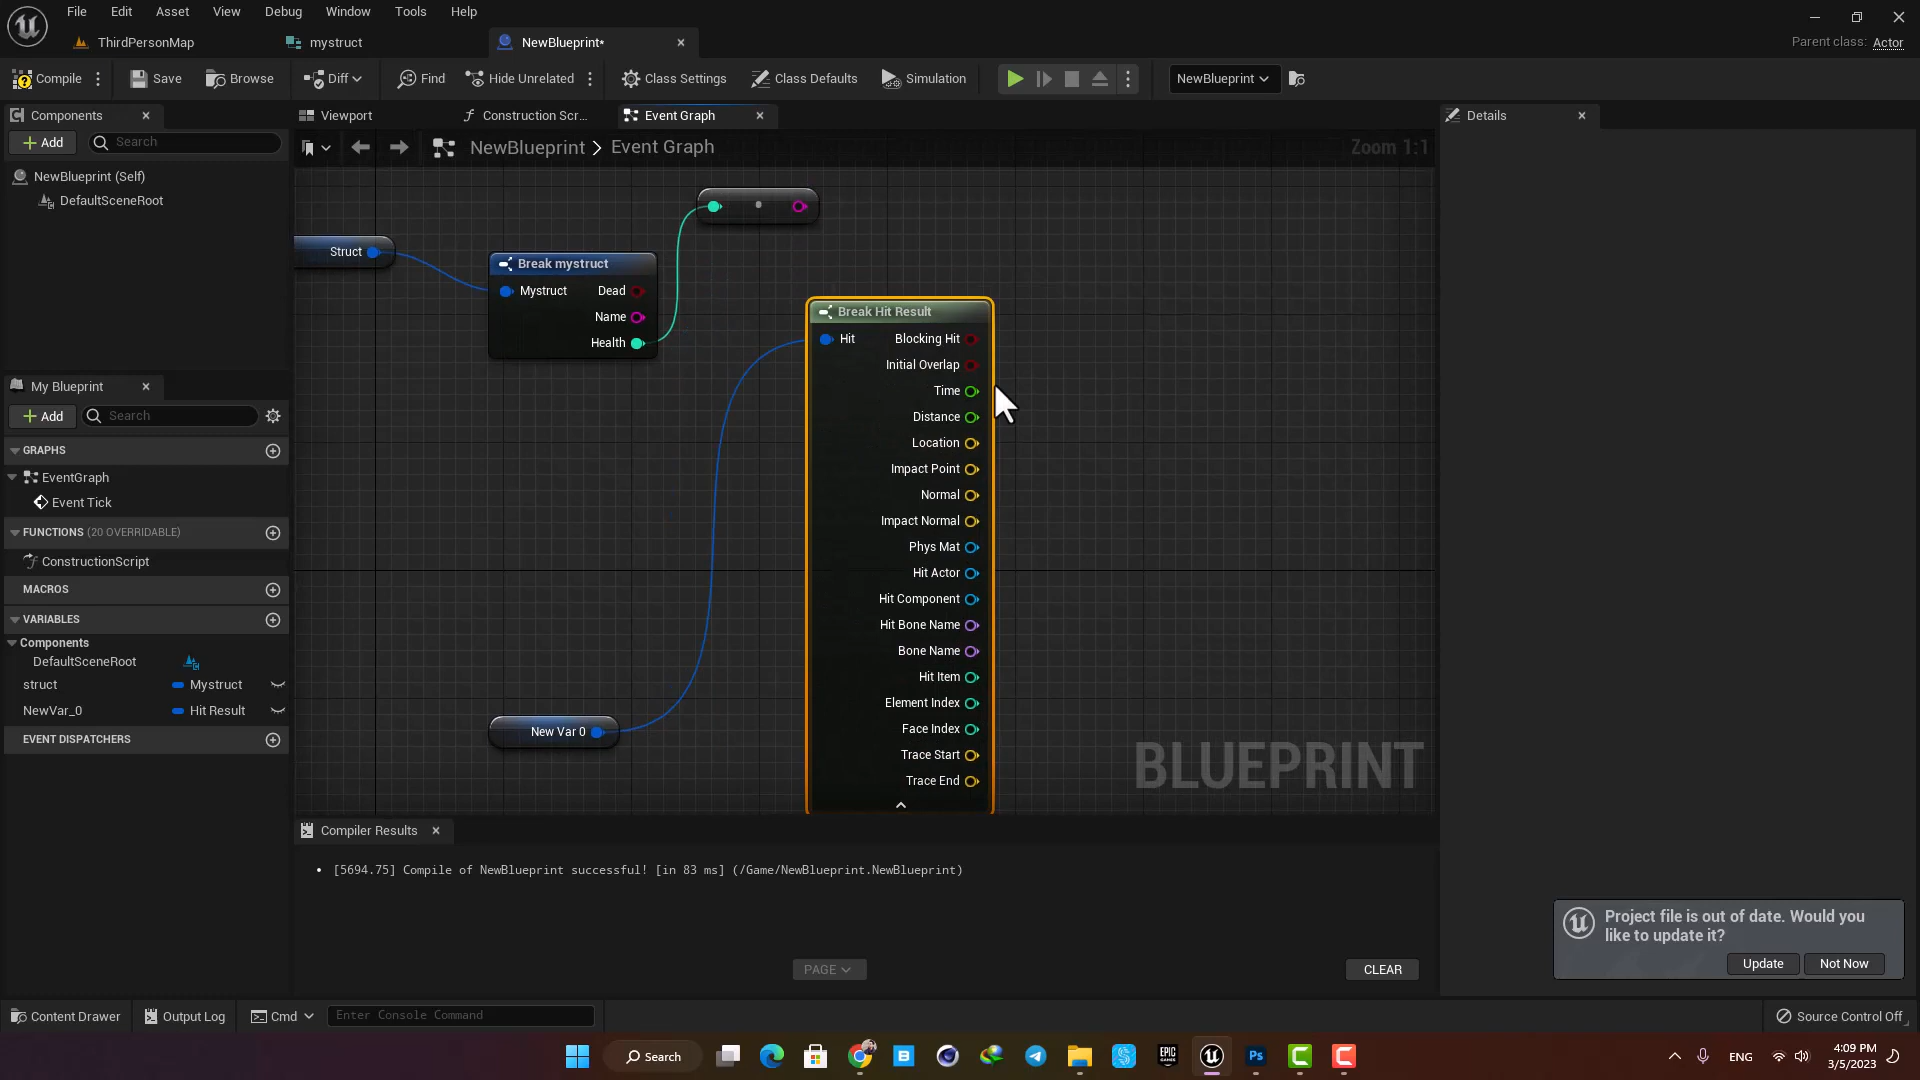 File Edit Asset View Debug Window Tools Help
ThirdPersonMap mystruct NewBlueprint*
Parent class: Actor
Compile Save Browse Diff Find Hide Unrelated Class Settings Class Defaults Simulation NewBlueprint
Components Viewport Construction Scr... Event Graph Details
Add Search
NewBlueprint > Event Graph Zoom 1:1
NewBlueprint (Self)
DefaultSceneRoot
Struct
Break mystruct
Mystruct Dead
Name
Health
Break Hit Result
Hit Blocking Hit
Initial Overlap
Time
Distance
Location
Impact Point
Normal
Impact Normal
Phys Mat
Hit Actor
Hit Component
Hit Bone Name
Bone Name
Hit Item
Element Index
Face Index
Trace Start
Trace End
New Var 0
BLUEPRINT
My Blueprint
Add Search
GRAPHS
EventGraph
Event Tick
FUNCTIONS (20 OVERRIDABLE)
ConstructionScript
MACROS
VARIABLES
Components
DefaultSceneRoot
struct Mystruct
NewVar_0 Hit Result
EVENT DISPATCHERS
Compiler Results
[5694.75] Compile of NewBlueprint successful! [in 83 ms] (/Game/NewBlueprint.NewBlueprint)
PAGE CLEAR
Project file is out of date. Would you
like to update it?
Update Not Now
Content Drawer Output Log Cmd Enter Console Command Source Control Off
Search
ENG
4:09 PM
3/5/2023